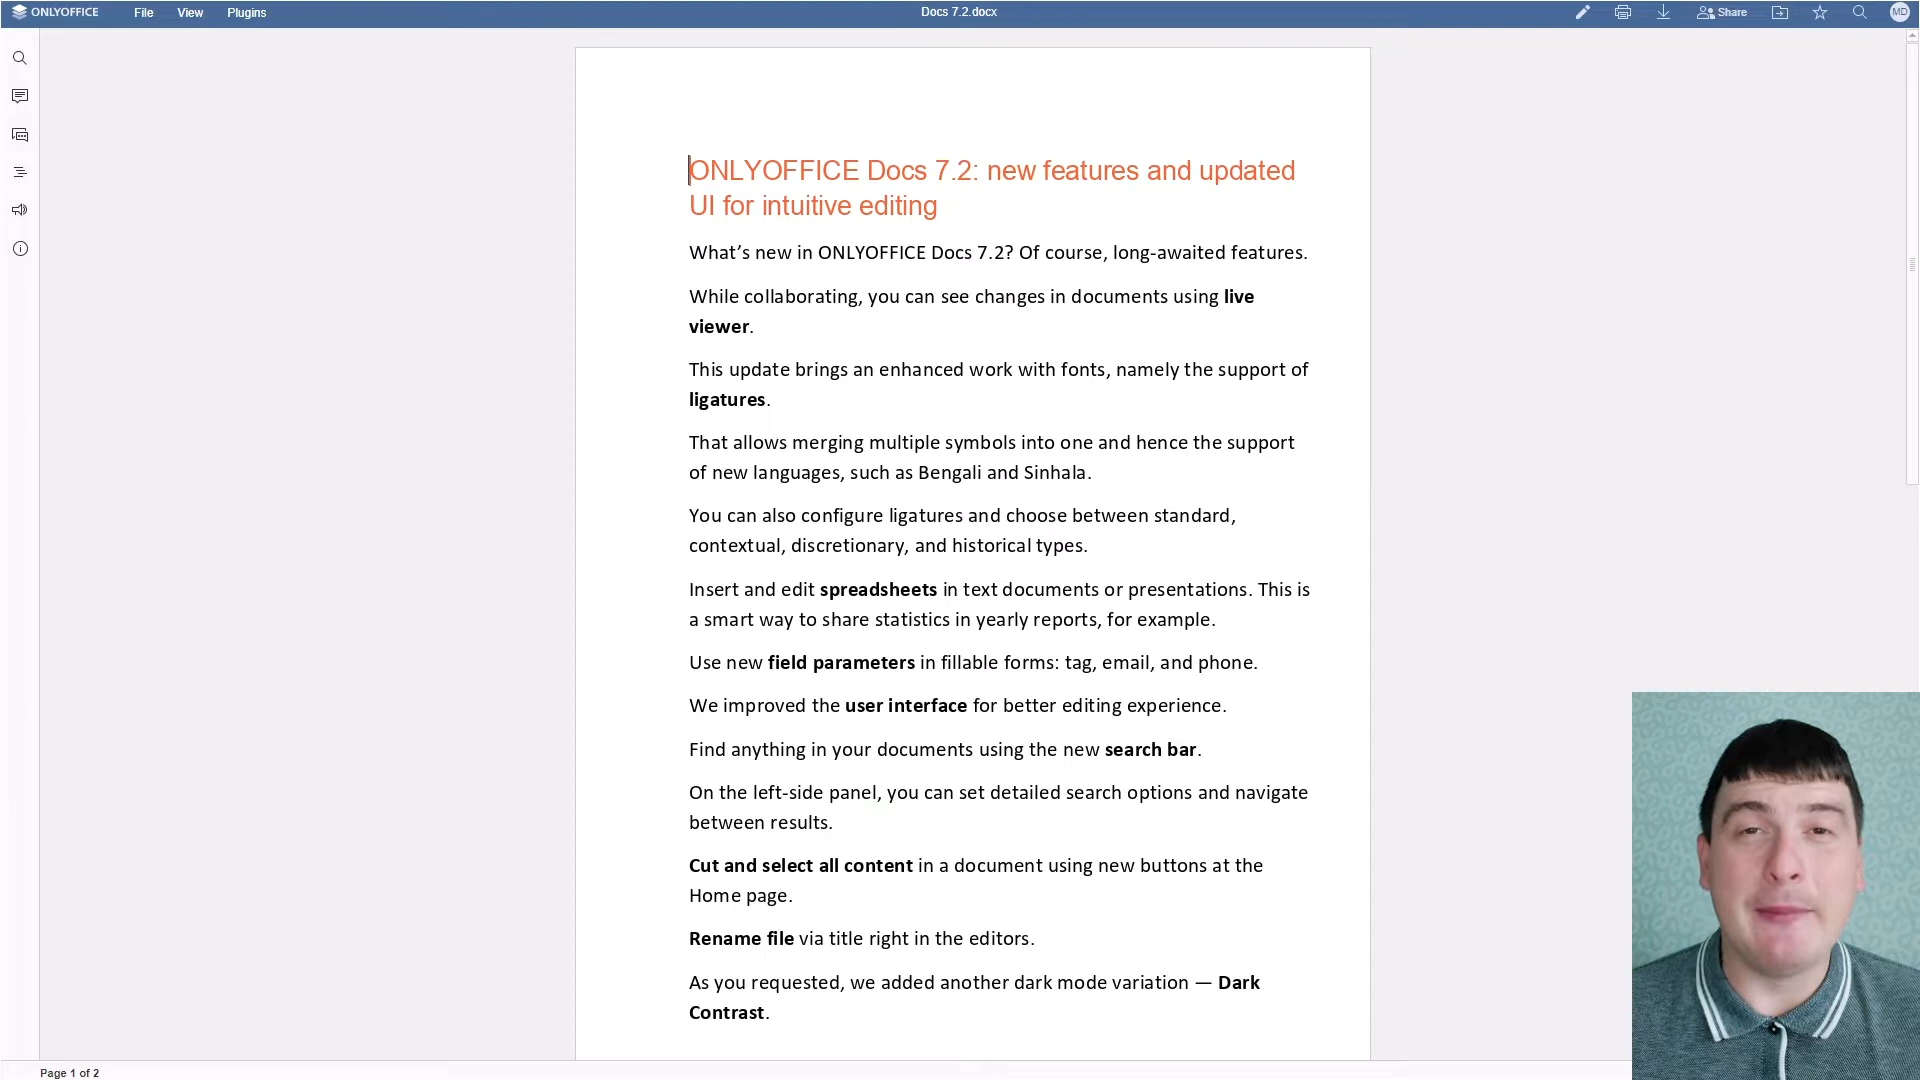 ONLYOFFICE File View Plugins Docs 7.2.docx Share MD
ONLYOFFICE Docs 7.2: new features and updated
UI for intuitive editing
What’s new in ONLYOFFICE Docs 7.2? Of course, long-awaited features.
While collaborating, you can see changes in documents using live
viewer.
This update brings an enhanced work with fonts, namely the support of
ligatures.
That allows merging multiple symbols into one and hence the support
of new languages, such as Bengali and Sinhala.
You can also configure ligatures and choose between standard,
contextual, discretionary, and historical types.
Insert and edit spreadsheets in text documents or presentations. This is
a smart way to share statistics in yearly reports, for example.
Use new field parameters in fillable forms: tag, email, and phone.
We improved the user interface for better editing experience.
Find anything in your documents using the new search bar.
On the left-side panel, you can set detailed search options and navigate
between results.
Cut and select all content in a document using new buttons at the
Home page.
Rename file via title right in the editors.
As you requested, we added another dark mode variation — Dark
Contrast.
Page 1 of 2